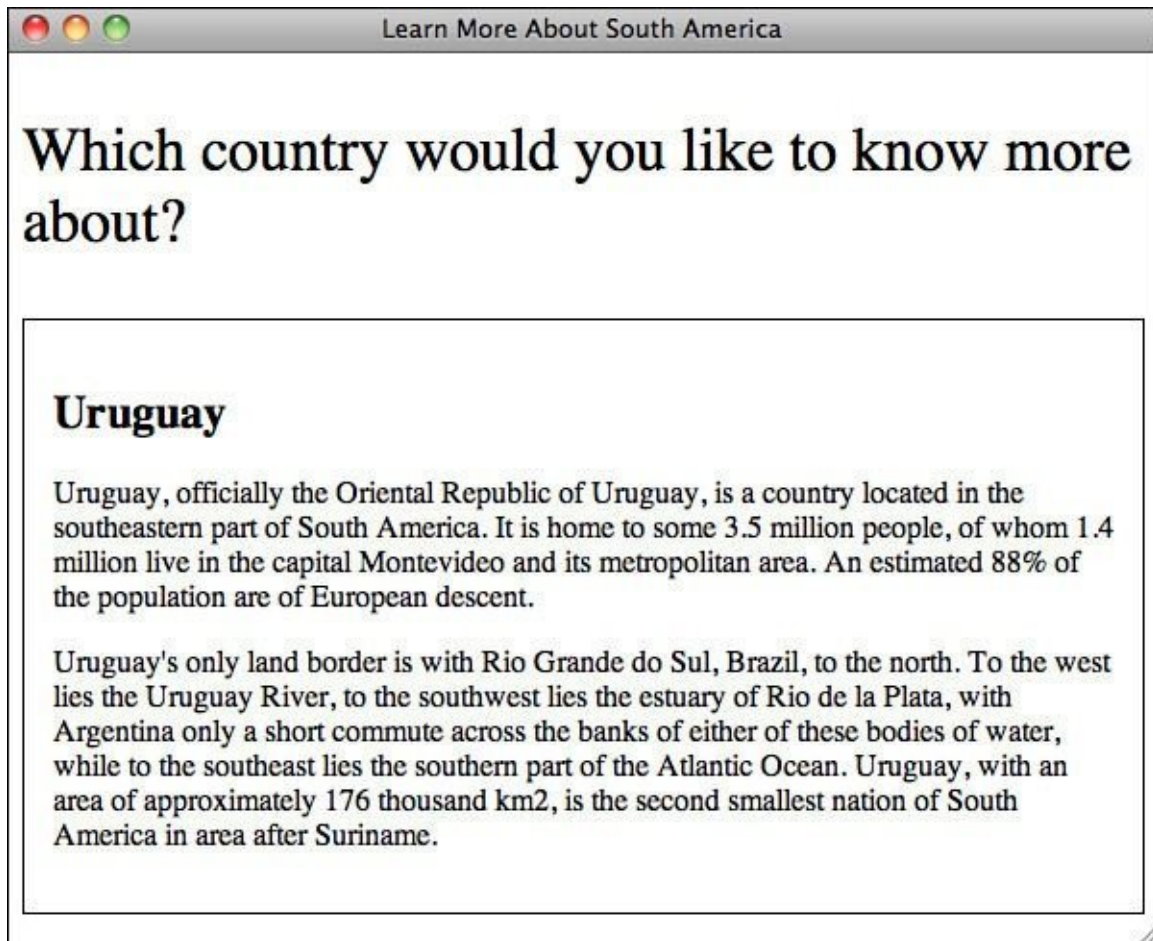 Learn More About South America
Which country would you like to know more
about?
Uruguay
Uruguay, officially the Oriental Republic of Uruguay, is a country located in the
southeastern part of South America. It is home to some 3.5 million people, of whom 1.4
million live in the capital Montevideo and its metropolitan area. An estimated 88% of
the population are of European descent.
Uruguay's only land border is with Rio Grande do Sul, Brazil, to the north. To the west
lies the Uruguay River, to the southwest lies the estuary of Rio de la Plata, with
Argentina only a short commute across the banks of either of these bodies of water,
while to the southeast lies the southern part of the Atlantic Ocean. Uruguay, with an
area of approximately 176 thousand km2, is the second smallest nation of South
America in area after Suriname.